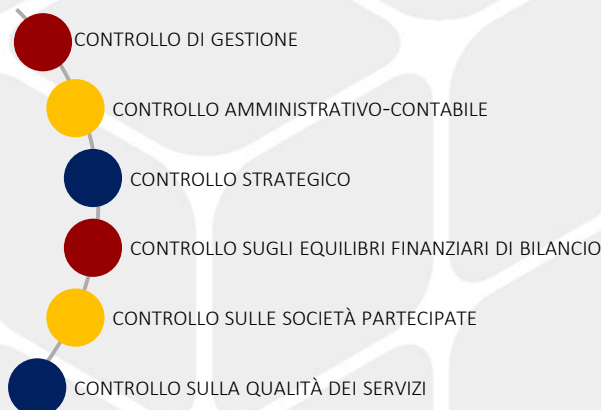 CONTROLLO DI GESTIONE
CONTROLLO AMMINISTRATIVO-CONTABILE
CONTROLLO STRATEGICO
CONTROLLO SUGLI EQUILIBRI FINANZIARI DI BILANCIO
CONTROLLO SULLE SOCIETÀ PARTECIPATE
CONTROLLO SULLA QUALITÀ DEI SERVIZI